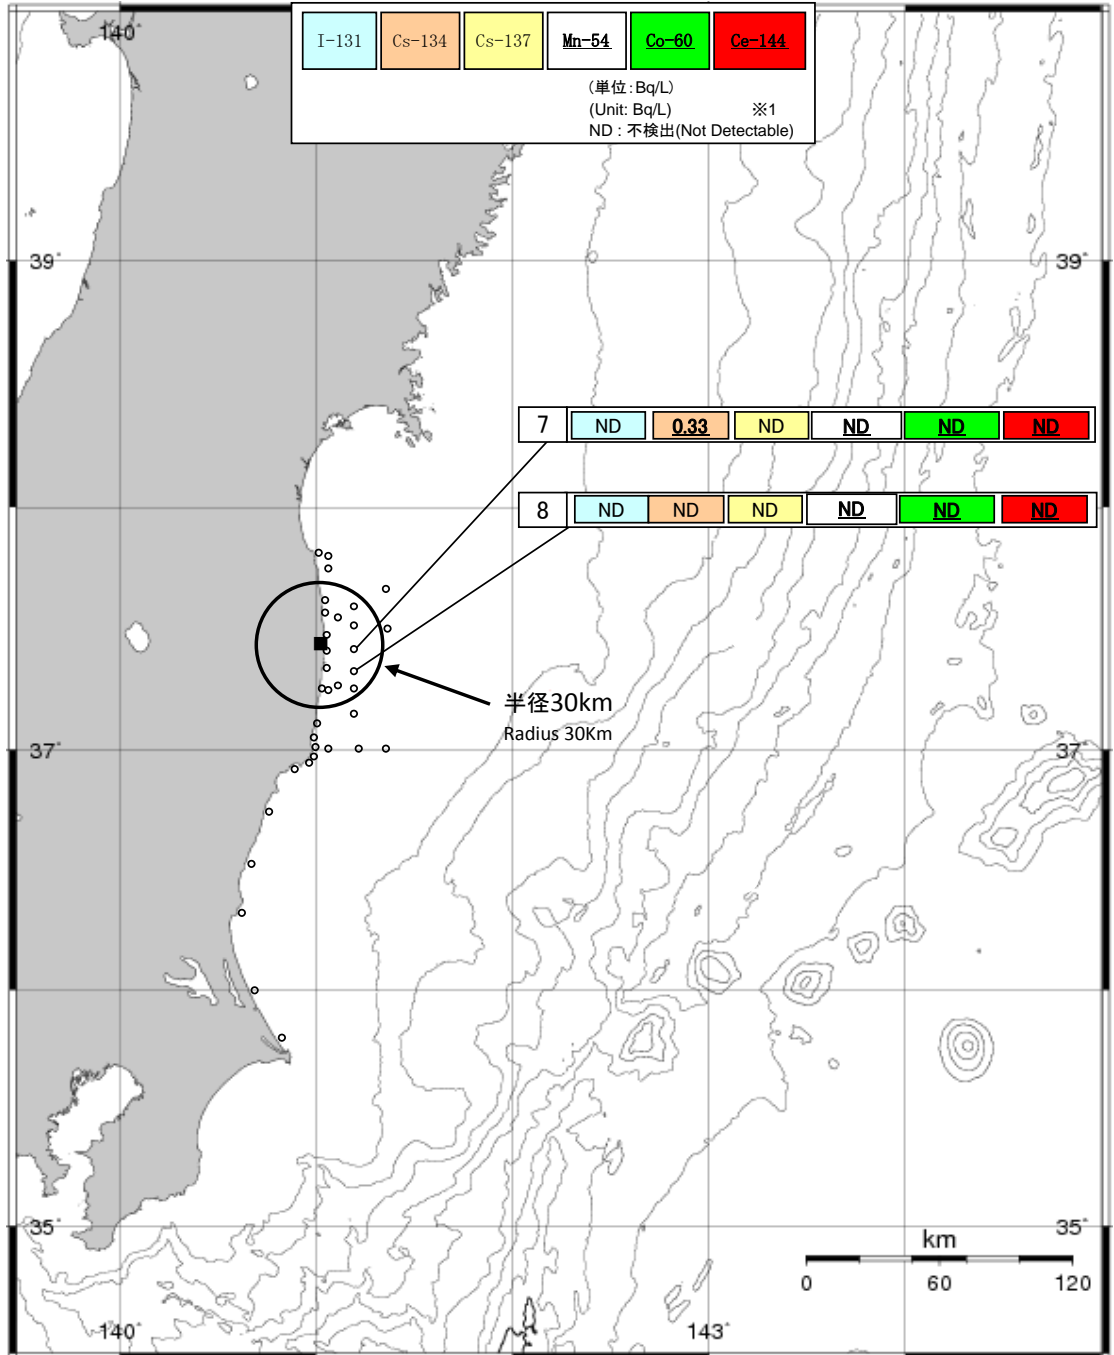 140°
I-131 Cs-134 Cs-137 Mn-54 Co-60 Ce-144
(単位:Bq/L)
(Unit: Bq/L) ※1
ND : 不検出(Not Detectable)
39° 39°
7 ND 0.33 ND ND ND ND
8 ND ND ND ND ND ND
半径30km
Radius 30Km
37° 37°
35° 35°
km
0 60 120
140° 143°